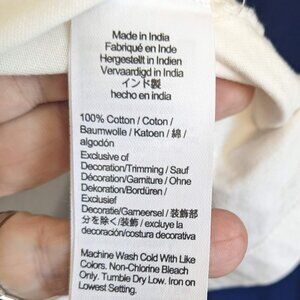 Made in India
Fabriqué en Inde
Hergestellt in Indien
Vervaardigd in India
インド製
hecho en india
100% Cotton / Coton /
Baumwolle / Katoen / 綿 /
algodón
Exclusive of
Decoration/Trimming / Sauf
Décoration/Garniture / Ohne
Dekoration/Bordüren /
Exclusief
Decoratie/Garneersel / 装飾部
分を除く/装飾 / excluye la
decoración/costura decorativa
Machine Wash Cold With Like
Colors. Non-Chlorine Bleach
Only. Tumble Dry Low. Iron on
Lowest Setting.